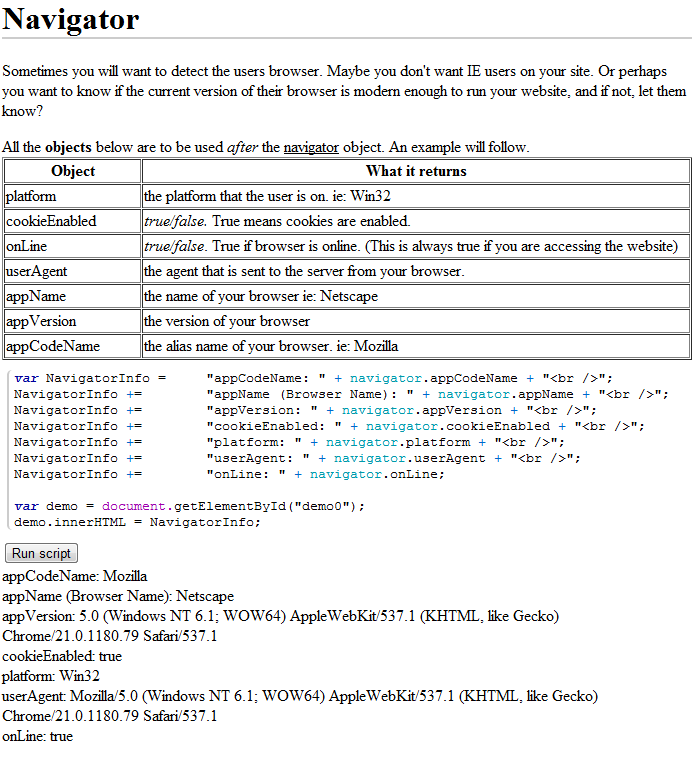 Navigator
Sometimes you will want to detect the users browser. Maybe you don't want IE users on your site. Or perhaps
you want to know if the current version of their browser is modern enough to run your website, and if not, let them
know?
All the objects below are to be used after the navigator object. An example will follow.
Object What it returns
platform the platform that the user is on. ie: Win32
cookieEnabled true/false. True means cookies are enabled.
onLine true/false. True if browser is online. (This is always true if you are accessing the website)
userAgent the agent that is sent to the server from your browser.
appName the name of your browser ie: Netscape
appVersion the version of your browser
appCodeName the alias name of your browser. ie: Mozilla
var NavigatorInfo = "appCodeName: " + navigator.appCodeName + "<br />";
NavigatorInfo += "appName (Browser Name): " + navigator.appName + "<br />";
NavigatorInfo += "appVersion: " + navigator.appVersion + "<br />";
NavigatorInfo += "cookieEnabled: " + navigator.cookieEnabled + "<br />";
NavigatorInfo += "platform: " + navigator.platform + "<br />";
NavigatorInfo += "userAgent: " + navigator.userAgent + "<br />";
NavigatorInfo += "onLine: " + navigator.onLine;
var demo = document.getElementById("demo0");
demo.innerHTML = NavigatorInfo;
Run script
appCodeName: Mozilla
appName (Browser Name): Netscape
appVersion: 5.0 (Windows NT 6.1; WOW64) AppleWebKit/537.1 (KHTML, like Gecko)
Chrome/21.0.1180.79 Safari/537.1
cookieEnabled: true
platform: Win32
userAgent: Mozilla/5.0 (Windows NT 6.1; WOW64) AppleWebKit/537.1 (KHTML, like Gecko)
Chrome/21.0.1180.79 Safari/537.1
onLine: true